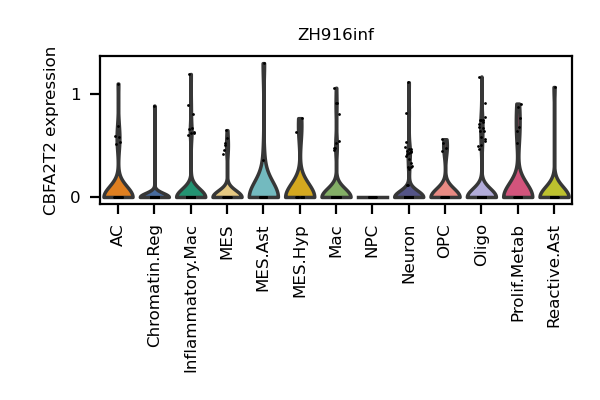 ZH916inf
CBFA2T2 expression
1
0
AC
Chromatin.Reg
Inflammatory.Mac
MES
MES.Ast
MES.Hyp
Mac
NPC
Neuron
OPC
Oligo
Prolif.Metab
Reactive.Ast